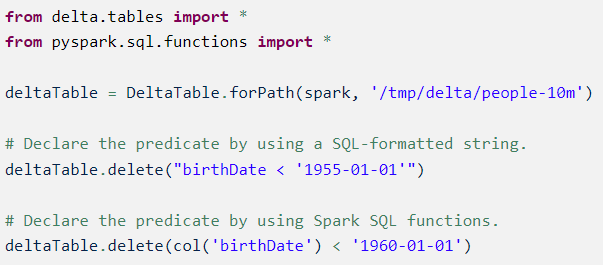 from delta.tables import *
from pyspark.sql.functions import *
deltaTable = DeltaTable.forPath(spark, '/tmp/delta/people-10m')
# Declare the predicate by using a SQL-formatted string.
deltaTable.delete("birthDate < '1955-01-01'")
# Declare the predicate by using Spark SQL functions.
deltaTable.delete(col('birthDate') < '1960-01-01')